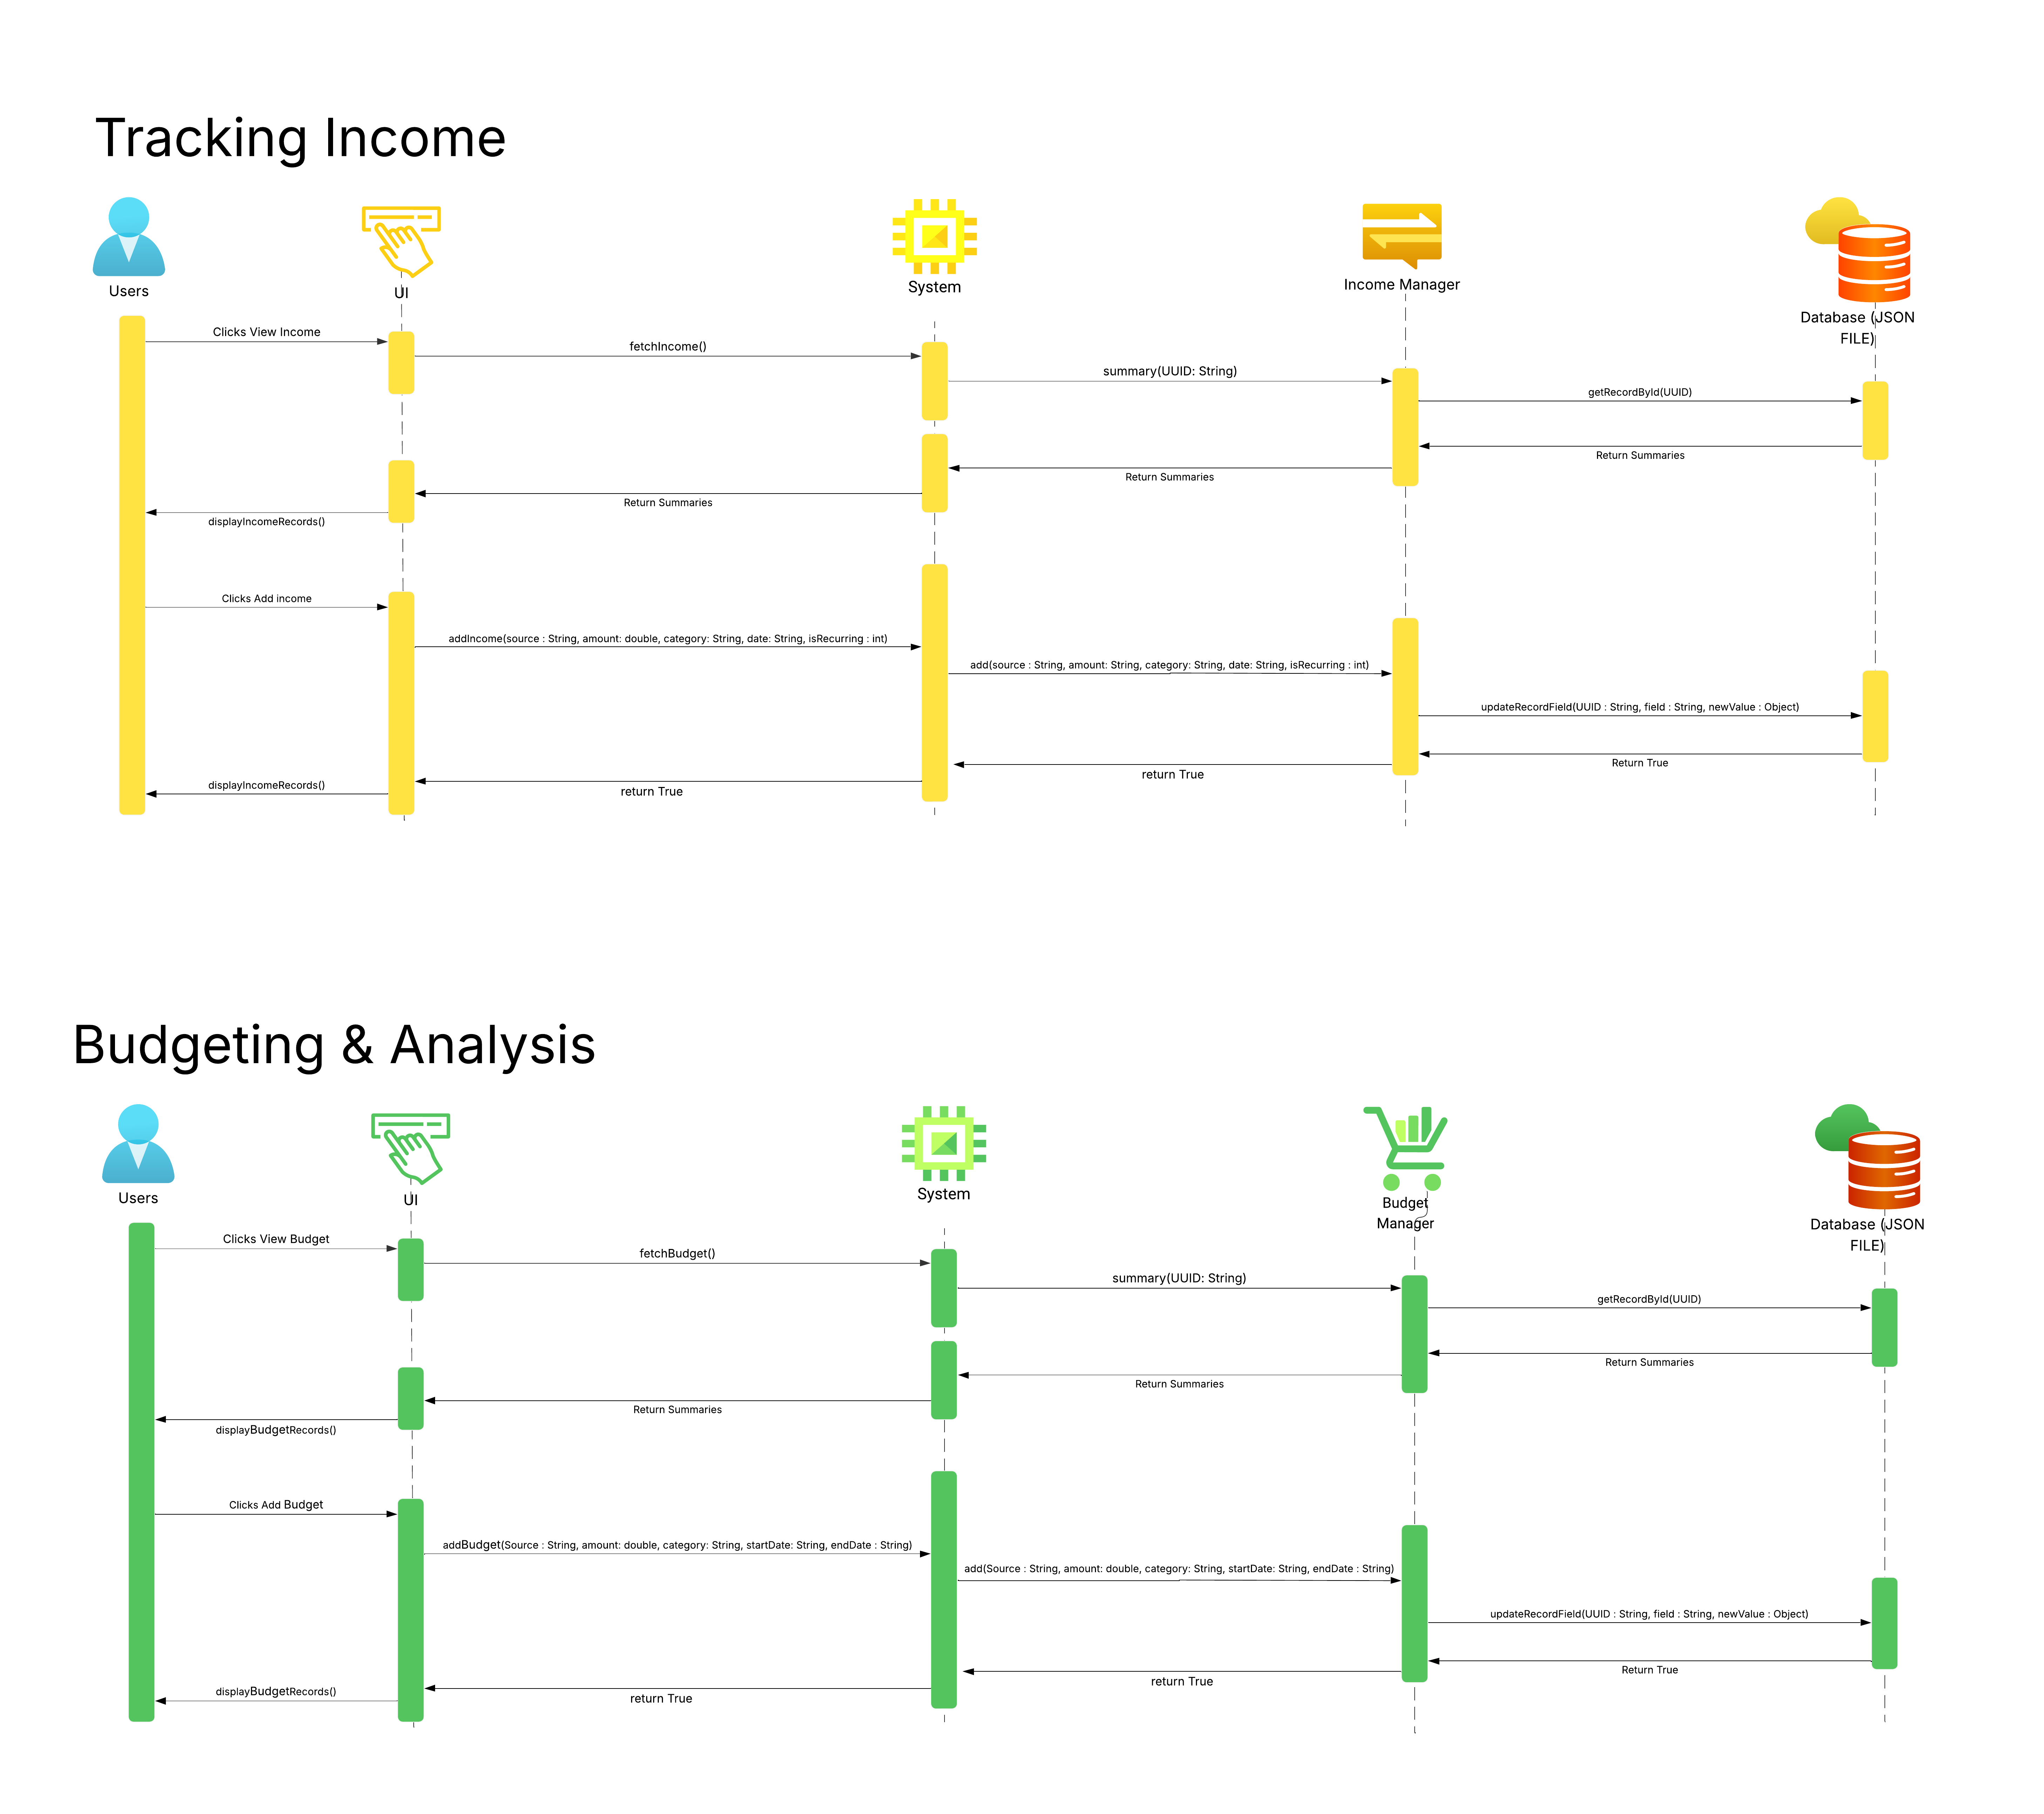 Tracking Income
Users
UI
System
Income Manager
Database (JSON
FILE)
Clicks View Income
fetchIncome()
summary(UUID: String)
getRecordById(UUID)
Return Summaries
Return Summaries
Return Summaries
displayIncomeRecords()
Clicks Add income
addIncome(source : String, amount: double, category: String, date: String, isRecurring : int)
add(source : String, amount: String, category: String, date: String, isRecurring : int)
updateRecordField(UUID : String, field : String, newValue : Object)
Return True
return True
return True
displayIncomeRecords()
Budgeting & Analysis
Users
UI
System
Budget
Manager
Database (JSON
FILE)
Clicks View Budget
fetchBudget()
summary(UUID: String)
getRecordById(UUID)
Return Summaries
Return Summaries
Return Summaries
displayBudgetRecords()
Clicks Add Budget
addBudget(Source : String, amount: double, category: String, startDate: String, endDate : String)
add(Source : String, amount: double, category: String, startDate: String, endDate : String)
updateRecordField(UUID : String, field : String, newValue : Object)
Return True
return True
return True
displayBudgetRecords()